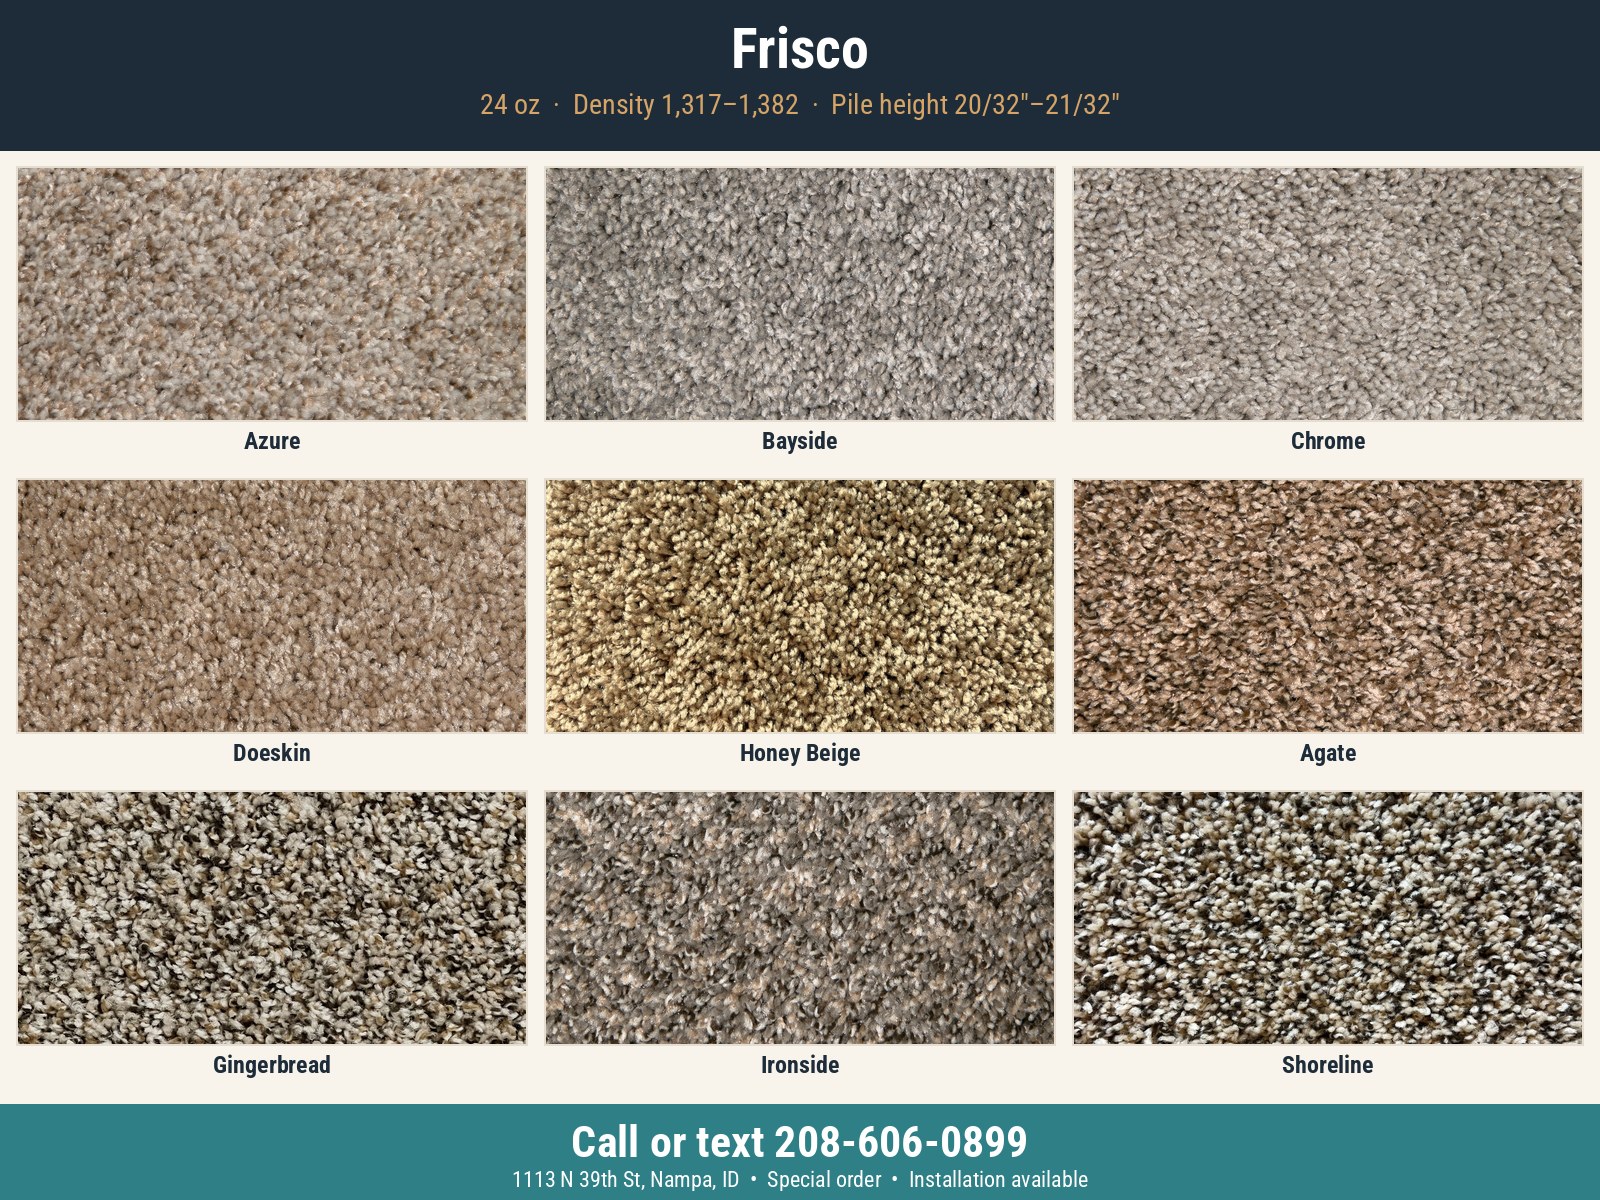 Frisco
24 oz · Density 1,317–1,382 · Pile height 20/32"–21/32"
Azure
Bayside
Chrome
Doeskin
Honey Beige
Agate
Gingerbread
Ironside
Shoreline
Call or text 208-606-0899
1113 N 39th St, Nampa, ID • Special order • Installation available